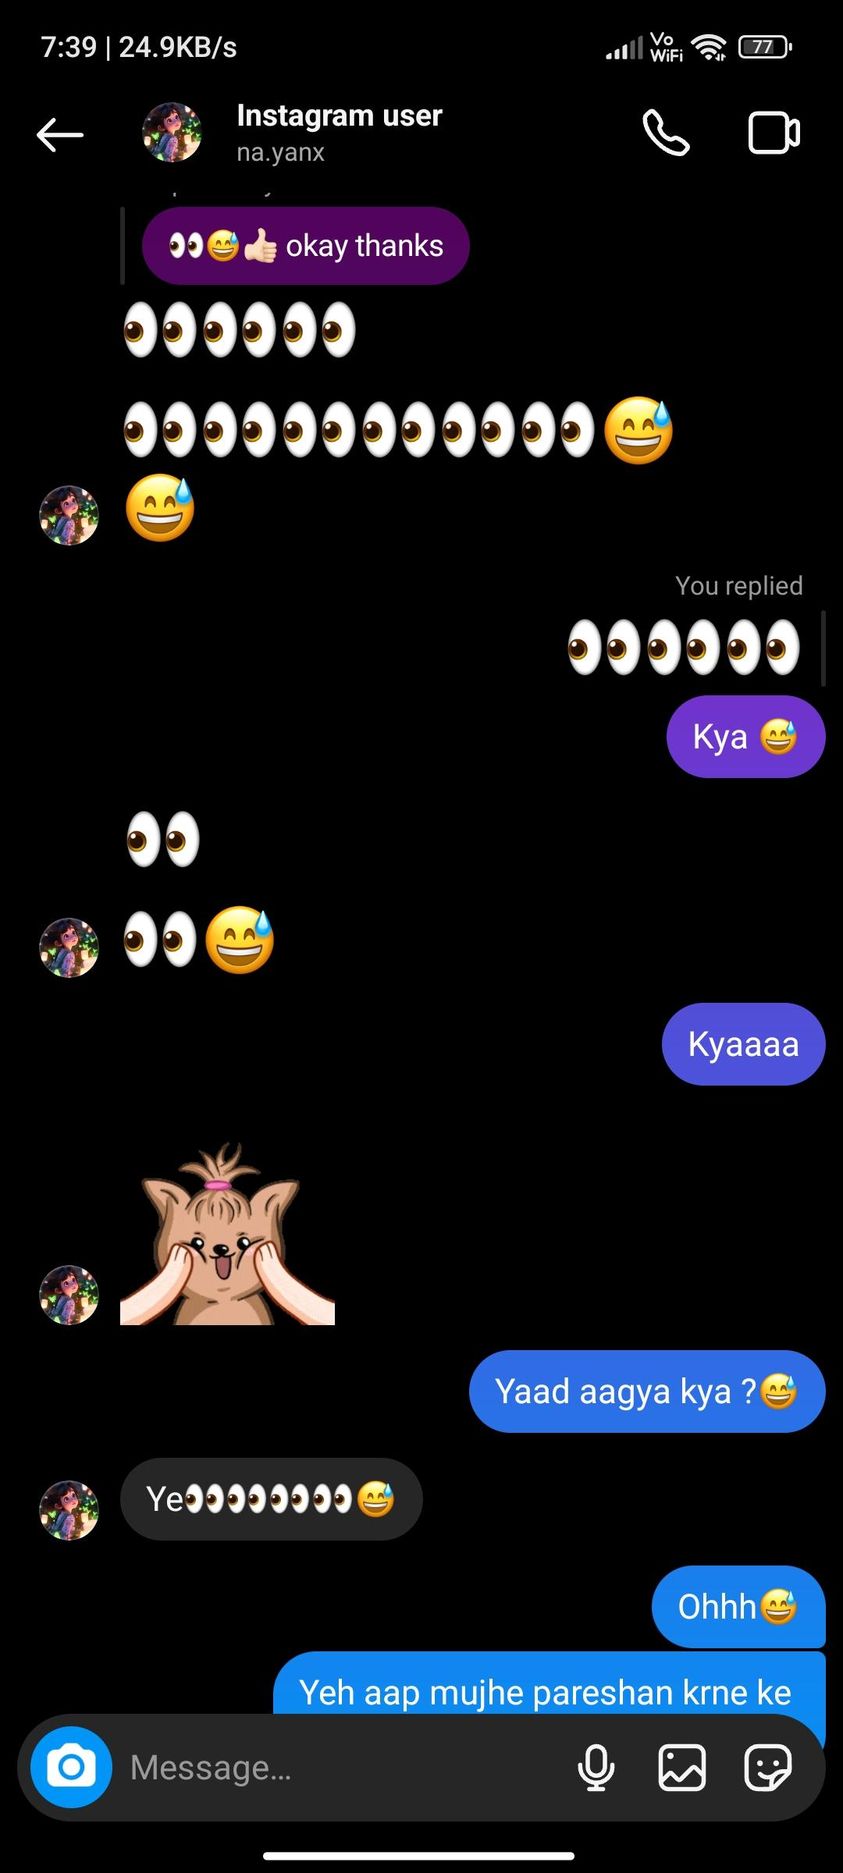 7:39 | 24.9KB/s
Vo
WiFi
77
Instagram user
na.yanx
👀😅👍🏻 okay thanks
👀👀👀
👀👀👀👀👀👀😅
😅
You replied
👀👀👀
Kya 😅
👀
👀😅
Kyaaaa
Yaad aagya kya ?😅
Ye👀👀👀👀😅
Ohhh😅
Yeh aap mujhe pareshan krne ke
Message...